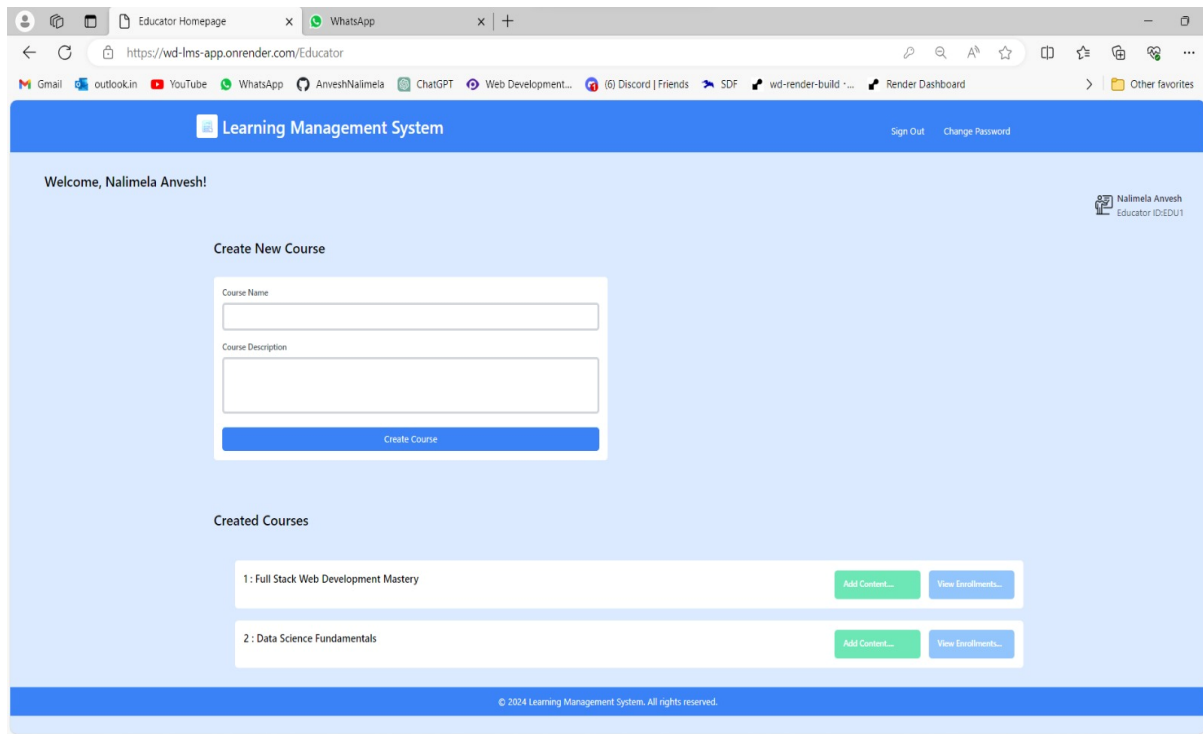 Educator Homepage WhatsApp
https://wd-lms-app.onrender.com/Educator
Gmail outlook.in YouTube WhatsApp AnveshNalimela ChatGPT Web Development... (6) Discord | Friends SDF wd-render-build ·... Render Dashboard Other favorites
Learning Management System Sign Out Change Password
Welcome, Nalimela Anvesh!
Nalimela Anvesh
Educator ID:EDU1
Create New Course
Course Name
Course Description
Create Course
Created Courses
1 : Full Stack Web Development Mastery Add Content.... View Enrollments...
2 : Data Science Fundamentals Add Content.... View Enrollments...
© 2024 Learning Management System. All rights reserved.